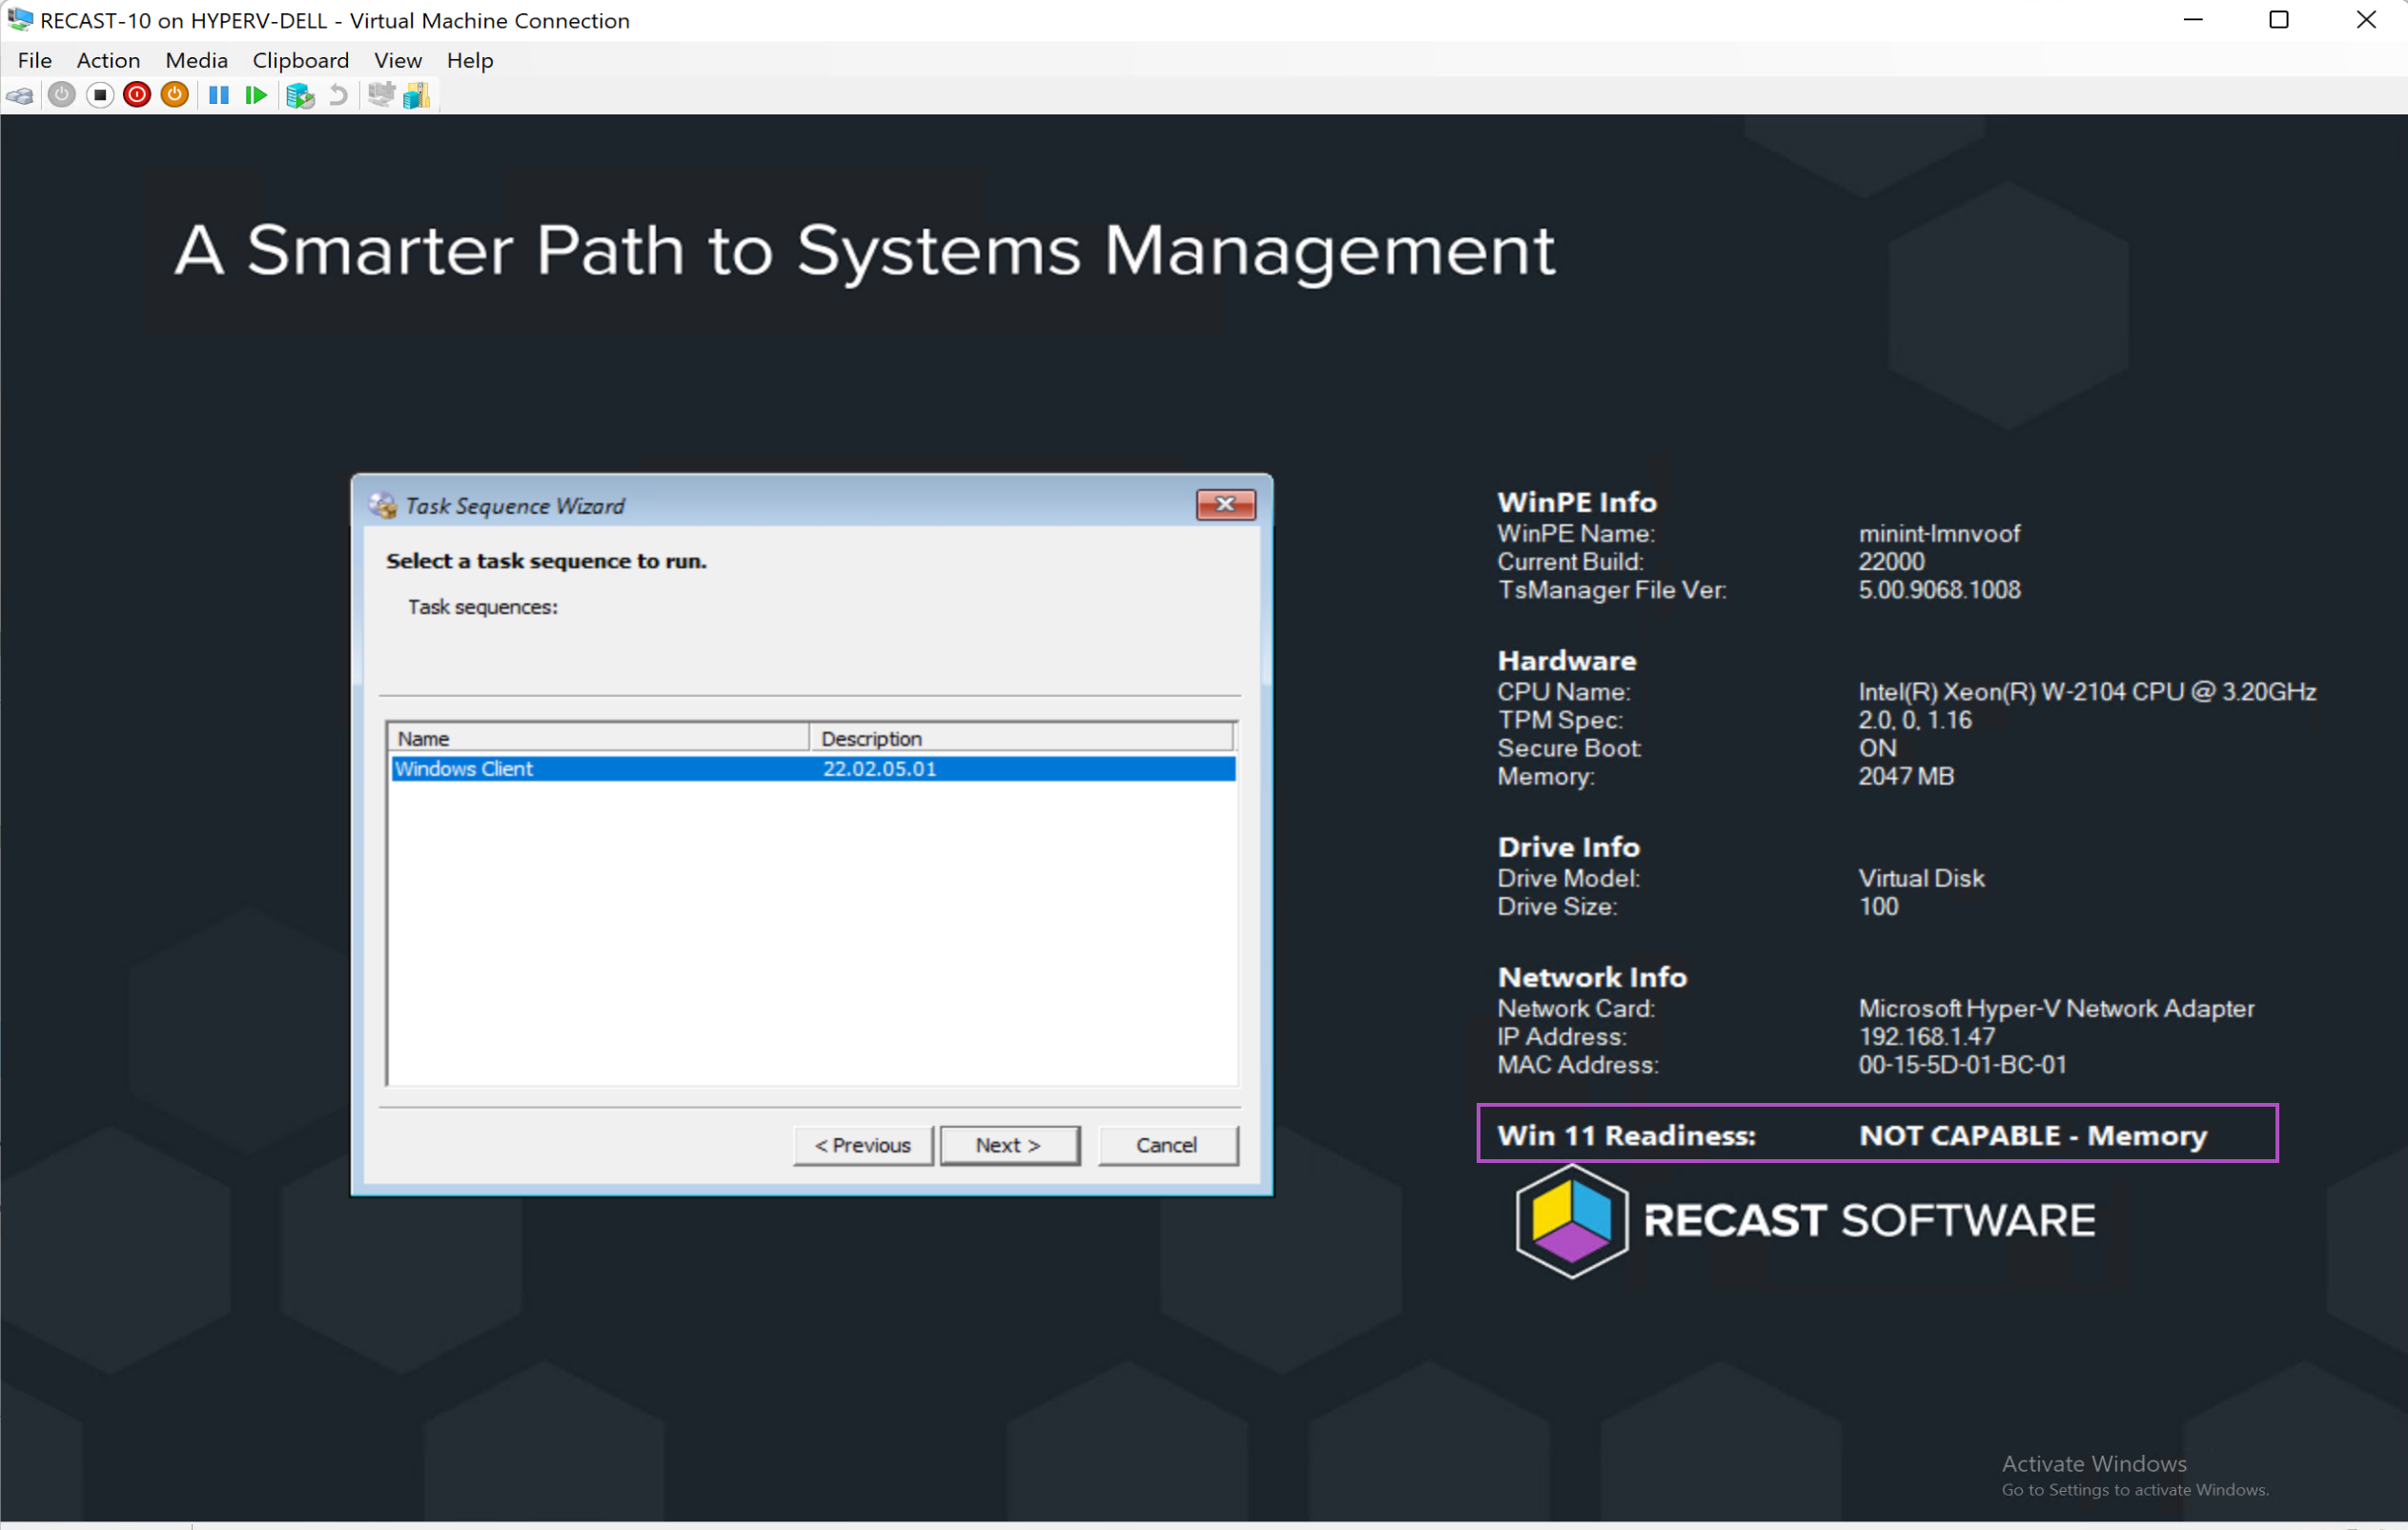 RECAST-10 on HYPERV-DELL - Virtual Machine Connection
File Action Media Clipboard View Help
A Smarter Path to Systems Management
Task Sequence Wizard
Select a task sequence to run.
Task sequences:
Name Description
Windows Client 22.02.05.01
< Previous Next > Cancel
WinPE Info
WinPE Name: minint-lmnvoof
Current Build: 22000
TsManager File Ver: 5.00.9068.1008
Hardware
CPU Name: Intel(R) Xeon(R) W-2104 CPU @ 3.20GHz
TPM Spec: 2.0, 0, 1.16
Secure Boot: ON
Memory: 2047 MB
Drive Info
Drive Model: Virtual Disk
Drive Size: 100
Network Info
Network Card: Microsoft Hyper-V Network Adapter
IP Address: 192.168.1.47
MAC Address: 00-15-5D-01-BC-01
Win 11 Readiness: NOT CAPABLE - Memory
RECAST SOFTWARE
Activate Windows
Go to Settings to activate Windows.